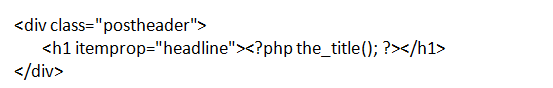 <div class="postheader">
<h1 itemprop="headline"><?php the_title(); ?></h1>
</div>